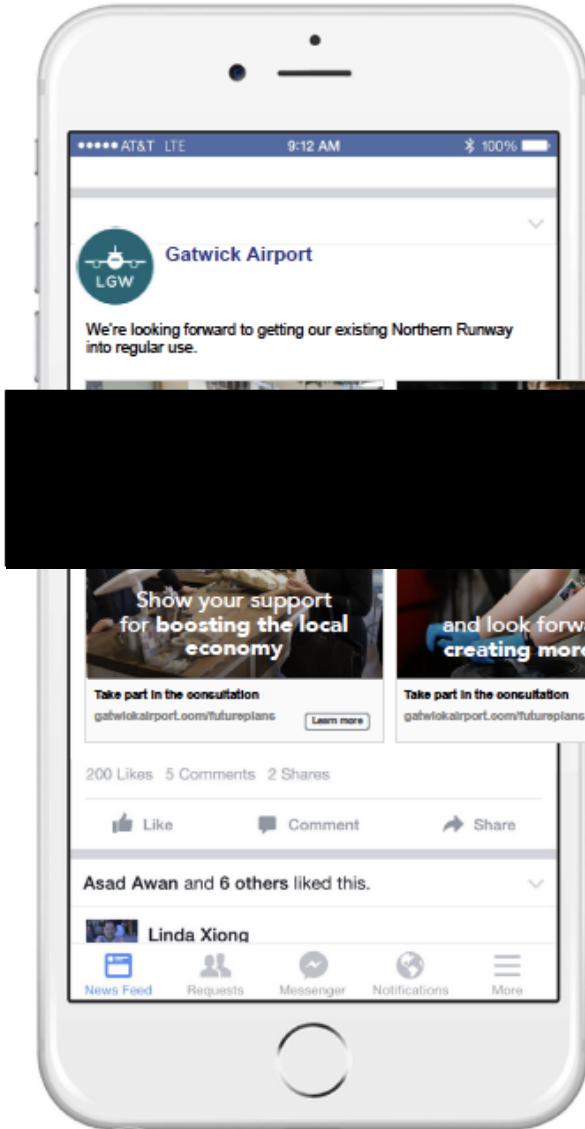 ●●●●● AT&T LTE 9:12 AM 100%
Gatwick Airport
LGW
We're looking forward to getting our existing Northern Runway
into regular use.
Show your support
for boosting the local
economy
and look forw
creating more
Take part in the consultation
gatwickairport.com/futureplans
Learn more
Take part in the consultation
gatwickairport.com/futureplans
200 Likes 5 Comments 2 Shares
Like Comment Share
Asad Awan and 6 others liked this.
Linda Xiong
News Feed Requests Messenger Notifications More